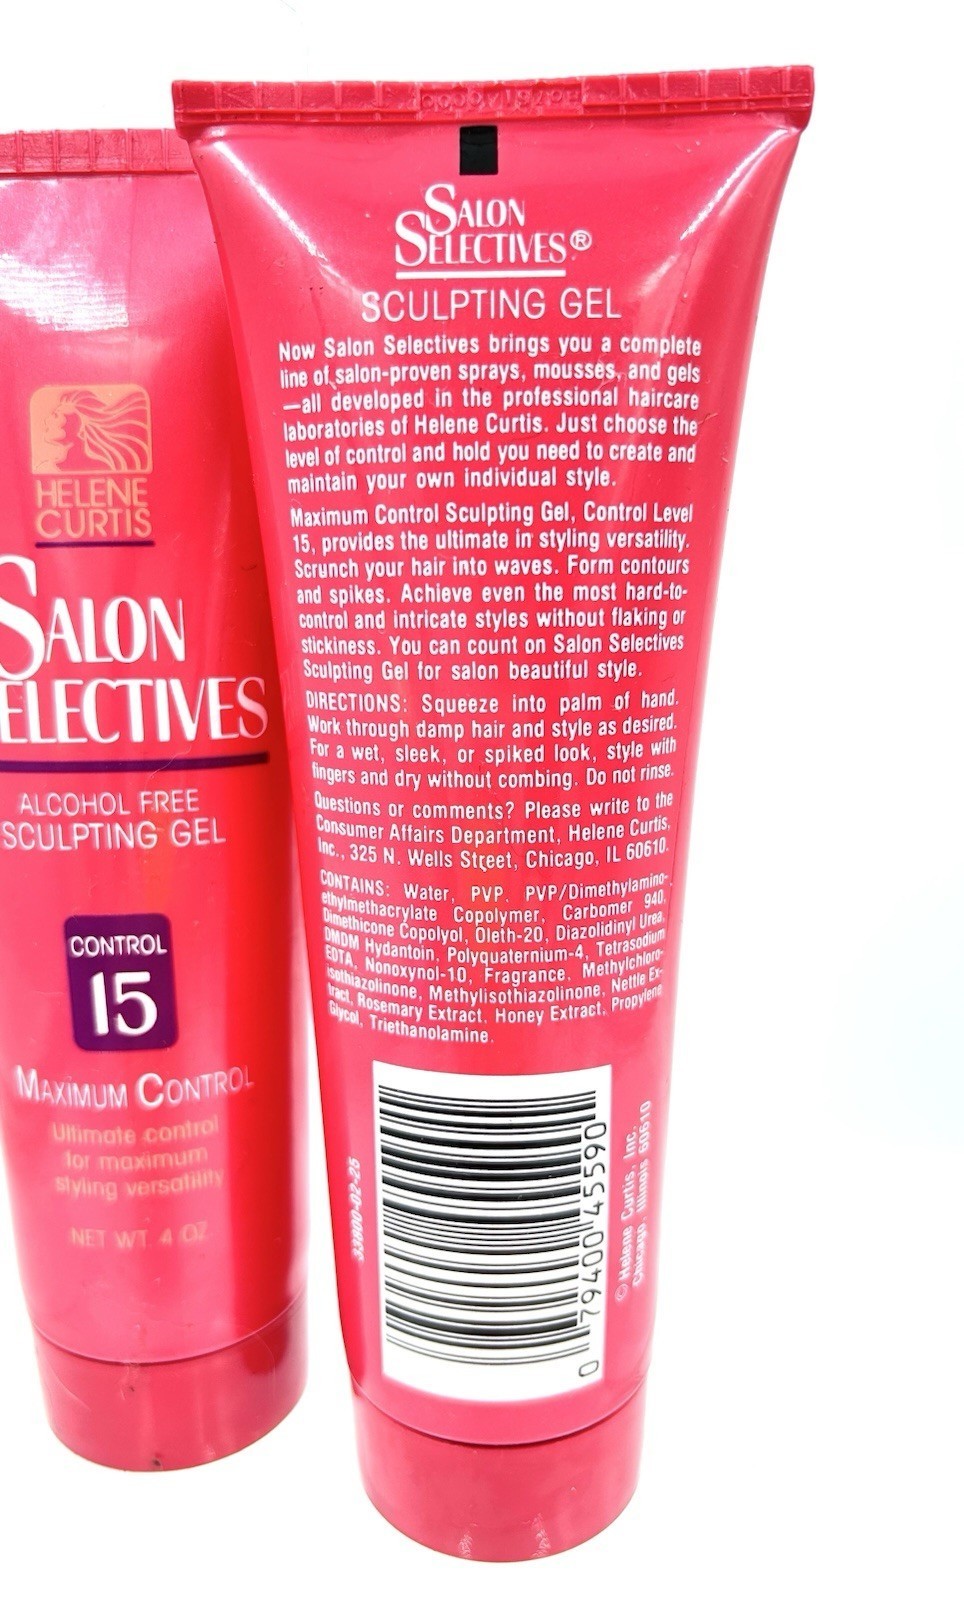 HELENE
CURTIS
SALON
SELECTIVES
ALCOHOL FREE
SCULPTING GEL
CONTROL
15
MAXIMUM CONTROL
Ultimate control
for maximum
styling versatility
NET WT. 4 OZ.
SALON
SELECTIVES®
SCULPTING GEL
Now Salon Selectives brings you a complete
line of salon-proven sprays, mousses, and gels
—all developed in the professional haircare
laboratories of Helene Curtis. Just choose the
level of control and hold you need to create and
maintain your own individual style.
Maximum Control Sculpting Gel, Control Level
15, provides the ultimate in styling versatility.
Scrunch your hair into waves. Form contours
and spikes. Achieve even the most hard-to-
control and intricate styles without flaking or
stickiness. You can count on Salon Selectives
Sculpting Gel for salon beautiful style.
DIRECTIONS: Squeeze into palm of hand.
Work through damp hair and style as desired.
For a wet, sleek, or spiked look, style with
fingers and dry without combing. Do not rinse.
Questions or comments? Please write to the
Consumer Affairs Department, Helene Curtis,
Inc., 325 N. Wells Street, Chicago, IL 60610.
CONTAINS: Water, PVP, PVP/Dimethylamino-
ethylmethacrylate Copolymer, Carbomer 940,
Dimethicone Copolyol, Oleth-20, Diazolidinyl Urea,
DMDM Hydantoin, Polyquaternium-4, Tetrasodium
EDTA, Nonoxynol-10, Fragrance, Methylchloro-
isothiazolinone, Methylisothiazolinone, Nettle Ex-
tract, Rosemary Extract, Honey Extract, Propylene
Glycol, Triethanolamine.
33800-02-26
0 79400 45590
© Helene Curtis, Inc.
Chicago, Illinois 60610